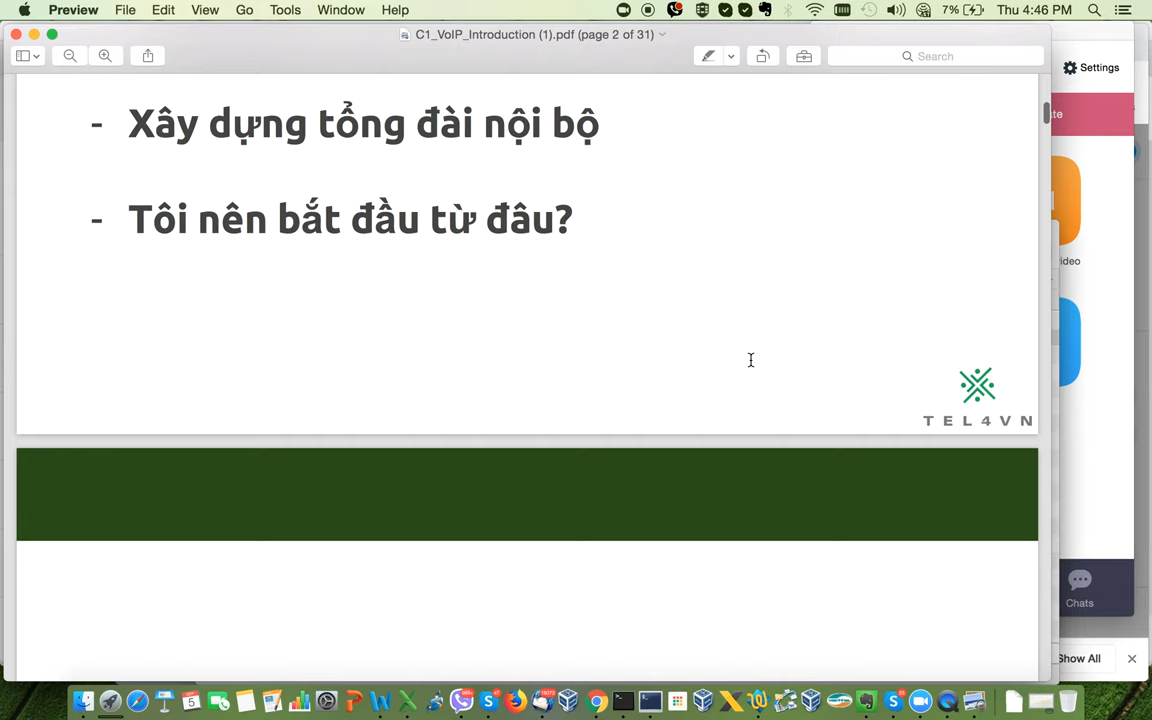 Preview File Edit View Go Tools Window Help 7% Thu 4:46 PM
C1_VoIP_Introduction (1).pdf (page 2 of 31)
Search
Settings
- Xây dựng tổng đài nội bộ
- Tôi nên bắt đầu từ đâu?
TEL4VN
Chats
Show All